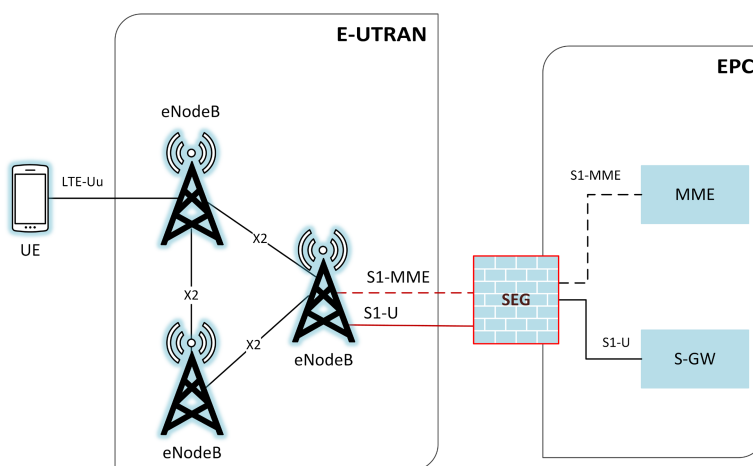 E-UTRAN
EPC
eNodeB
LTE-Uu
UE
X2
X2
X2
eNodeB
eNodeB
S1-MME
S1-U
SEG
S1-MME
MME
S1-U
S-GW